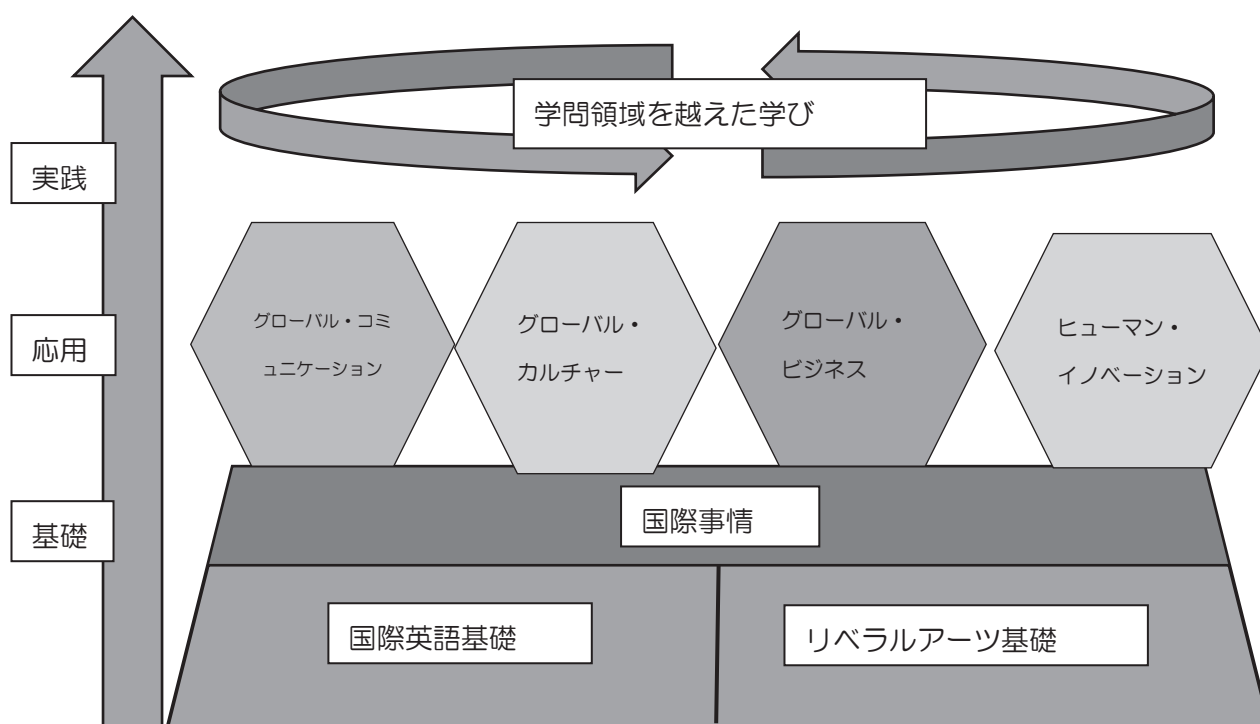 学問領域を越えた学び
実践
グローバル・コミ
ュニケーション
グローバル・
カルチャー
グローバル・
ビジネス
ヒューマン・
イノベーション
応用
国際事情
基礎
国際英語基礎
リベラルアーツ基礎